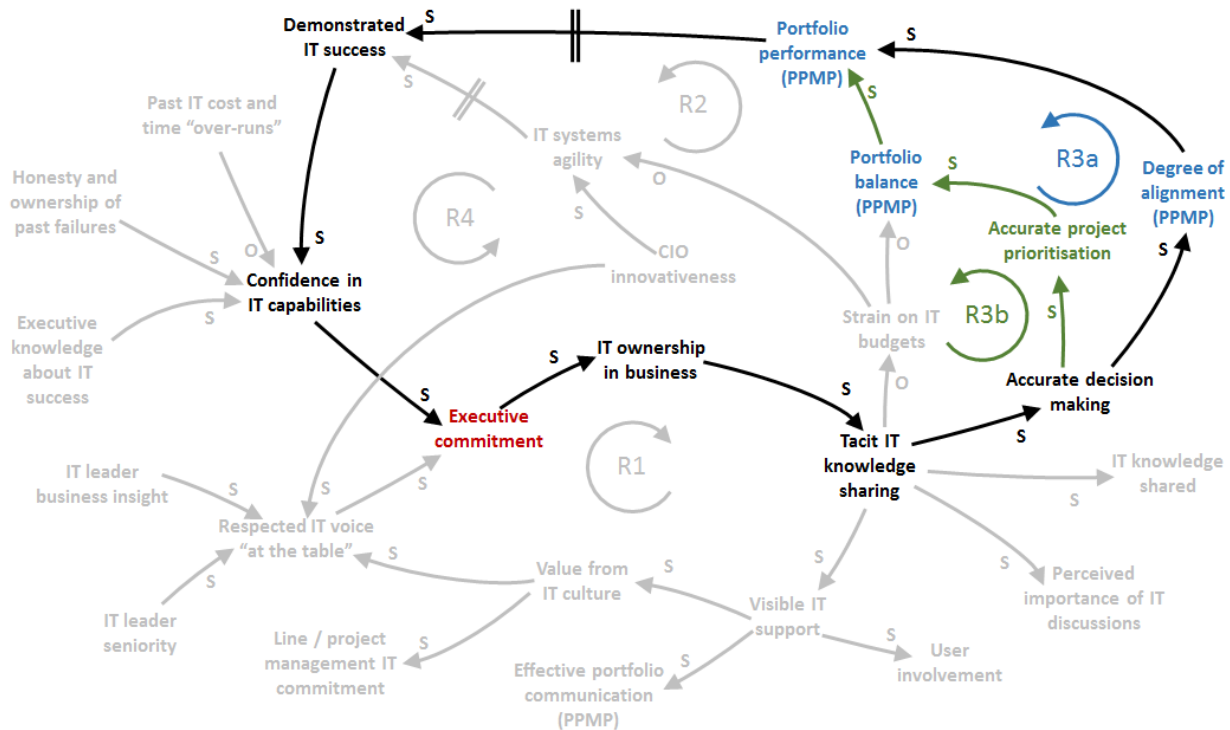 Demonstrated
IT success
S
Portfolio
performance
(PPMP)
S
Past IT cost and
time “over-runs”
S
R2
S
IT systems
agility
Portfolio
balance
(PPMP)
R3a
Degree of
alignment
(PPMP)
O
S
Honesty and
ownership of
past failures
R4
S
Accurate project
prioritisation
S
O
S
S
O
Confidence in
IT capabilities
CIO
innovativeness
S
Executive
knowledge
about IT
success
Strain on IT
budgets
R3b
S
S
IT ownership
in business
O
Accurate decision
making
S
Executive
commitment
S
S
Tacit IT
knowledge
sharing
IT knowledge
shared
S
R1
IT leader
business insight
S
S
S
Respected IT voice
“at the table”
S
S
S
S
Value from
IT culture
S
Perceived
importance of IT
discussions
S
IT leader
seniority
Visible IT
support
S
Line / project
management IT
commitment
S
Effective portfolio
communication
(PPMP)
S
User
involvement